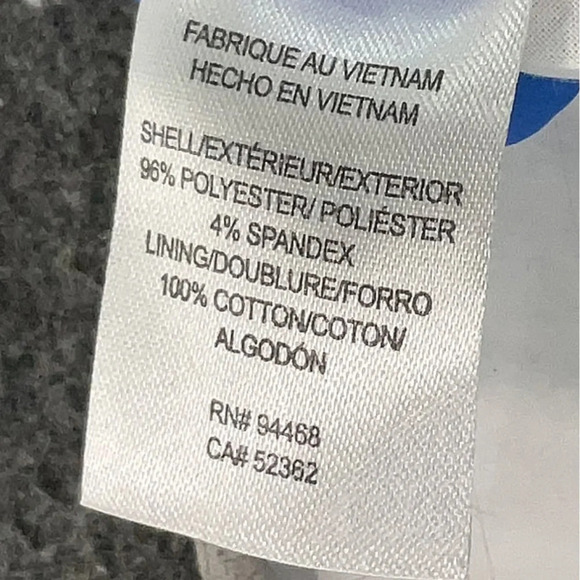 FABRIQUE AU VIETNAM
HECHO EN VIETNAM
SHELL/EXTÉRIEUR/EXTERIOR
96% POLYESTER/ POLIÉSTER
4% SPANDEX
LINING/DOUBLURE/FORRO
100% COTTON/COTON/
ALGODÓN
RN# 94468
CA# 52362